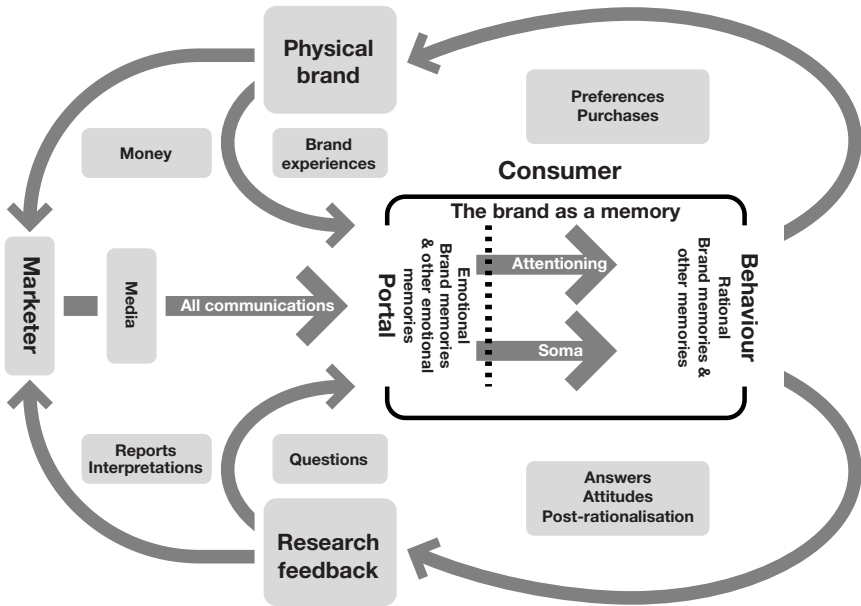 Physical
brand
Preferences
Purchases
Money
Brand
experiences
Consumer
The brand as a memory
Marketer
Media
All communications
Portal
Emotional
Brand memories
& other emotional
memories
Attentioning
Soma
Rational
Brand memories &
other memories
Behaviour
Reports
Interpretations
Questions
Answers
Attitudes
Post-rationalisation
Research
feedback